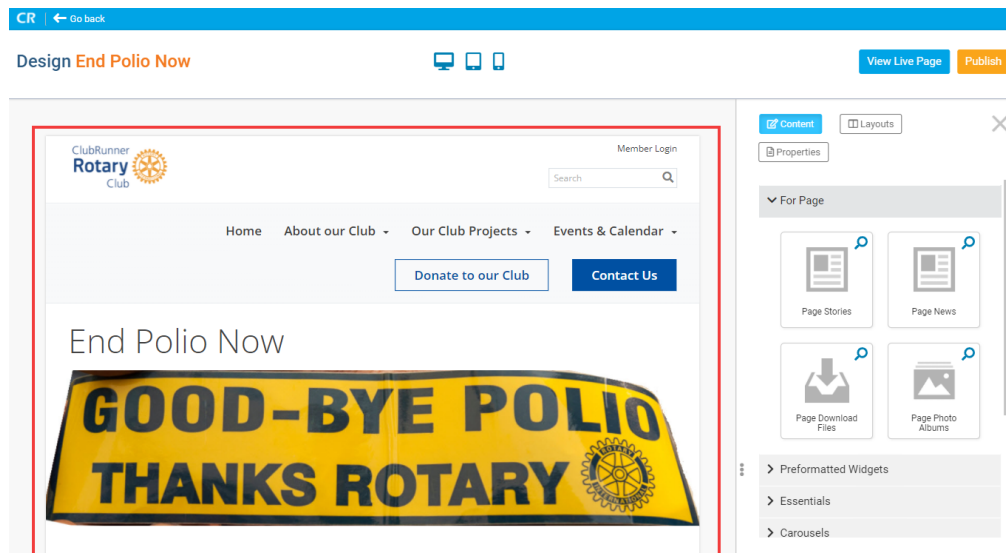 CR Go back
Design End Polio Now
View Live Page Publish
ClubRunner
Rotary
Club
Member Login
Search
Home About our Club Our Club Projects Events & Calendar
Donate to our Club Contact Us
End Polio Now
GOOD-BYE POLIO
THANKS ROTARY
ROTARY
INTERNATIONAL
Content Layouts
Properties
For Page
Page Stories Page News
Page Download
Files
Page Photo
Albums
Preformatted Widgets
Essentials
Carousels